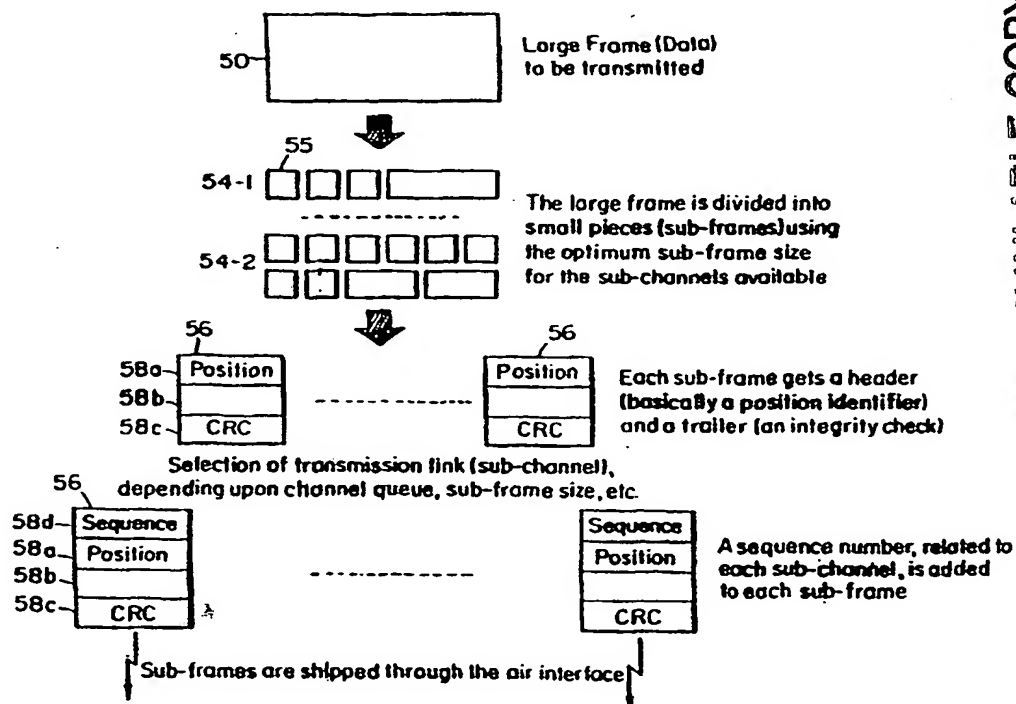 50
Large Frame (Data)
to be transmitted
55
54-1
54-2
The large frame is divided into
small pieces (sub-frames) using
the optimum sub-frame size
for the sub-channels available
56
56
58a
Position
Position
58b
58c
CRC
CRC
Each sub-frame gets a header
(basically a position identifier)
and a trailer (an integrity check)
Selection of transmission link (sub-channel),
depending upon channel queue, sub-frame size, etc.
56
58d
Sequence
Sequence
58a
Position
Position
58b
58c
CRC
CRC
A sequence number, related to
each sub-channel, is added
to each sub-frame
Sub-frames are shipped through the air interface
COPY